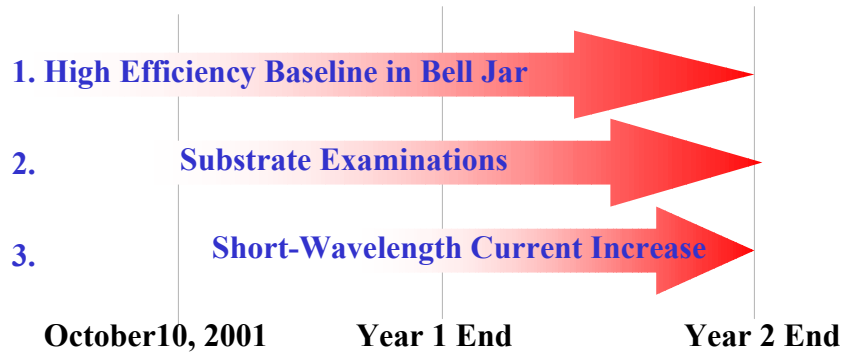 1. High Efficiency Baseline in Bell Jar
2. Substrate Examinations
3. Short-Wavelength Current Increase
October10, 2001 Year 1 End Year 2 End